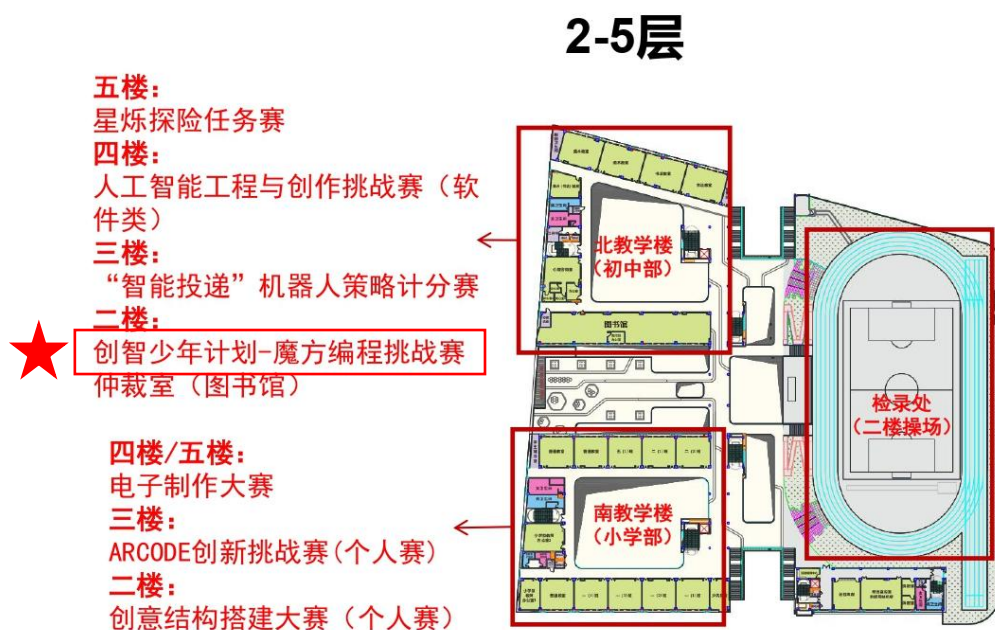 2-5层
五楼：
星烁探险任务赛
四楼：
人工智能工程与创作挑战赛（软
件类）
三楼：
“智能投递”机器人策略计分赛
二楼：
创智少年计划-魔方编程挑战赛
仲裁室（图书馆）
四楼/五楼：
电子制作大赛
三楼：
ARCODE创新挑战赛(个人赛)
二楼：
创意结构搭建大赛（个人赛）
北教学楼
（初中部）
图书馆
南教学楼
（小学部）
检录处
（二楼操场）